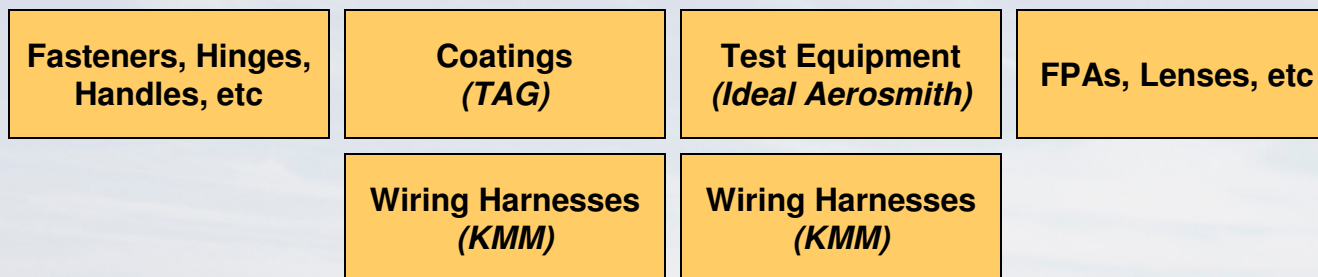 Fasteners, Hinges,
Handles, etc
Coatings
(TAG)
Test Equipment
(Ideal Aerosmith)
FPAs, Lenses, etc
Wiring Harnesses
(KMM)
Wiring Harnesses
(KMM)